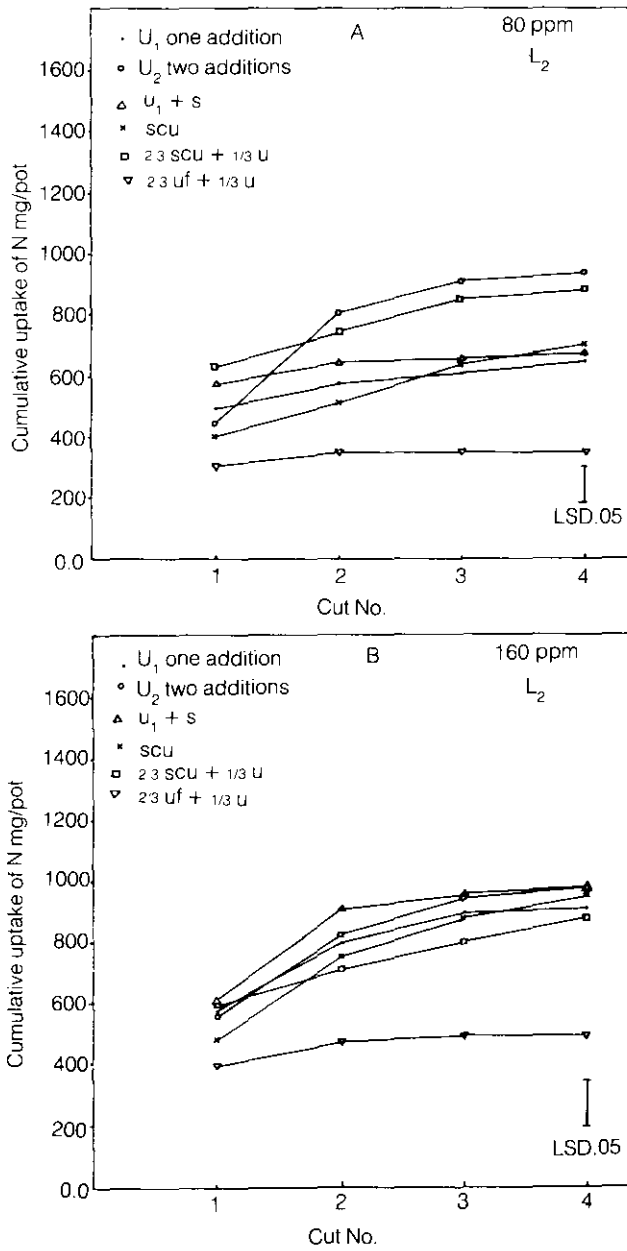 A 80 ppm
L2
U1 one addition
U2 two additions
u1 + s
scu
2 3 scu + 1/3 u
2 3 uf + 1/3 u
Cumulative uptake of N mg/pot
1600
1400
1200
1000
800
600
400
200
0.0
LSD.05
1 2 3 4
Cut No.
B 160 ppm
L2
U1 one addition
U2 two additions
u1 + s
scu
2 3 scu + 1/3 u
2 3 uf + 1/3 u
Cumulative uptake of N mg/pot
1600
1400
1200
1000
800
600
400
200
0.0
LSD.05
1 2 3 4
Cut No.